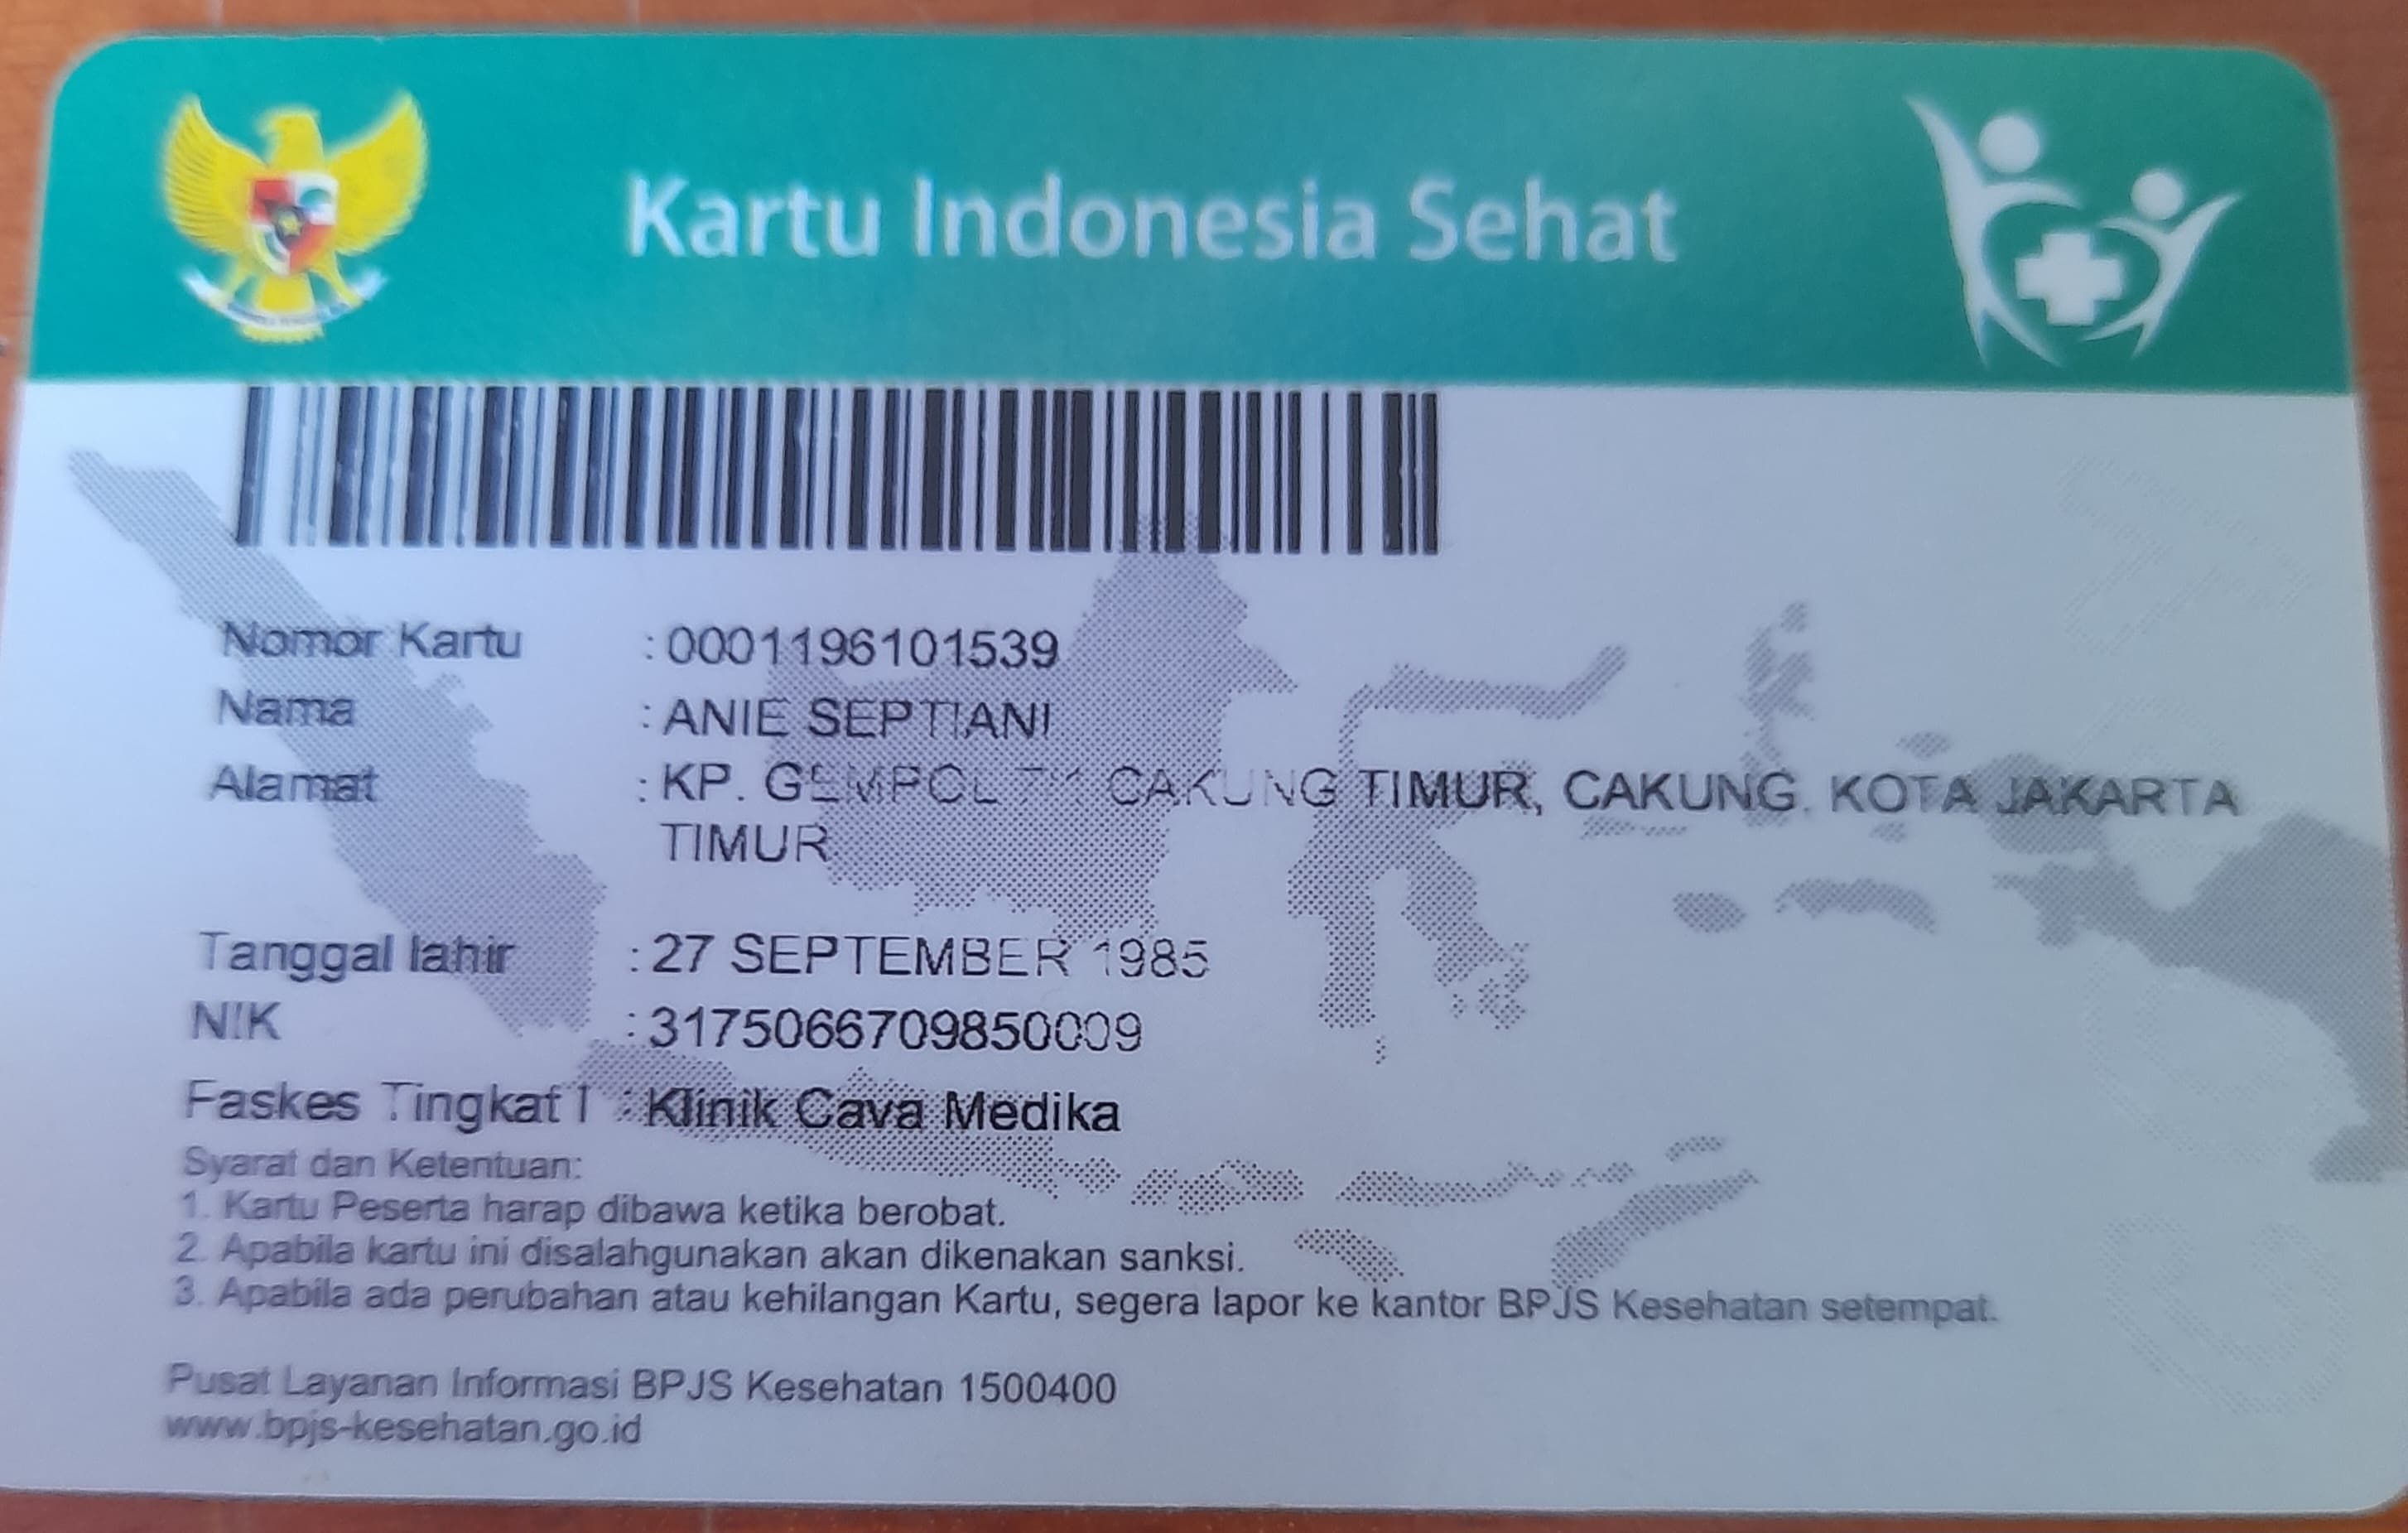 Kartu Indonesia Sehat
Nomor Kartu : 0001196101539
Nama : ANIE SEPTIANI
Alamat : KP. GEMPOL CAKUNG TIMUR, CAKUNG. KOTA JAKARTA
TIMUR
Tanggal lahir : 27 SEPTEMBER 1985
NIK : 3175066709850009
Faskes Tingkat I : Klinik Cava Medika
Syarat dan Ketentuan:
1. Kartu Peserta harap dibawa ketika berobat.
2. Apabila kartu ini disalahgunakan akan dikenakan sanksi.
3. Apabila ada perubahan atau kehilangan Kartu, segera lapor ke kantor BPJS Kesehatan setempat.
Pusat Layanan Informasi BPJS Kesehatan 1500400
www.bpjs-kesehatan.go.id